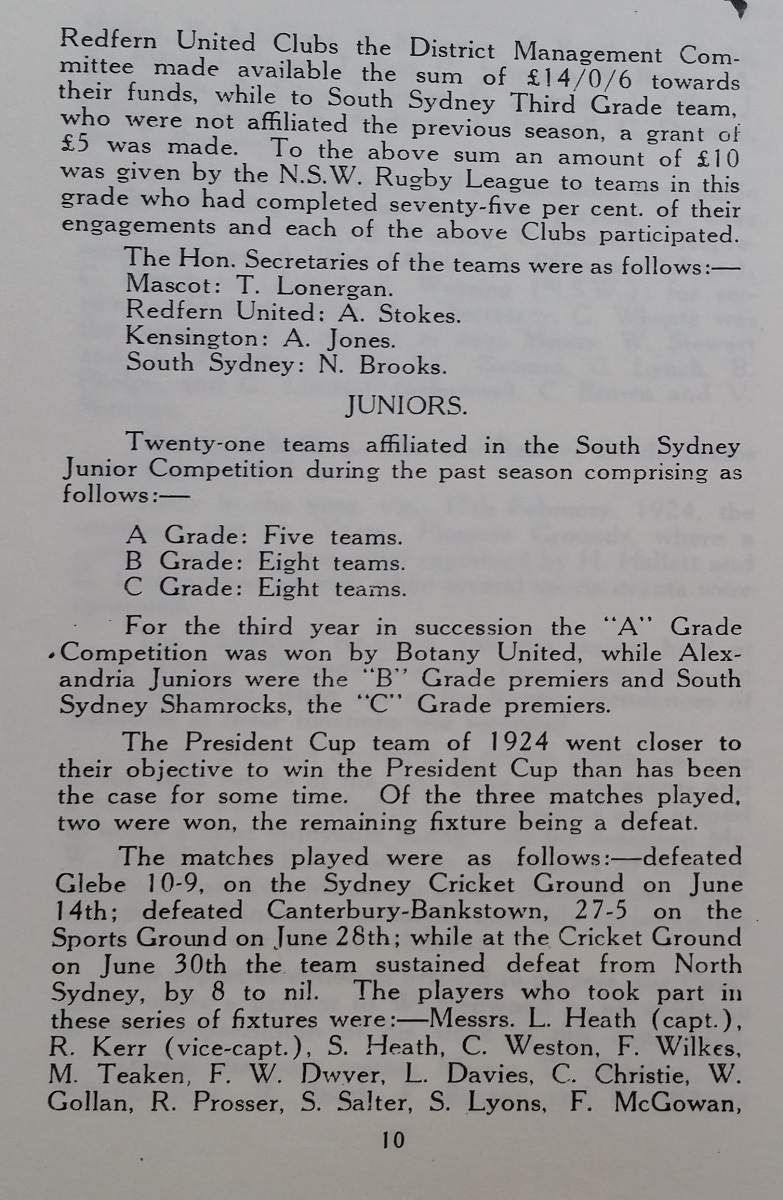 Redfern United Clubs the District Management Com-
mittee made available the sum of £14/0/6 towards
their funds, while to South Sydney Third Grade team,
who were not affiliated the previous season, a grant of
£5 was made. To the above sum an amount of £10
was given by the N.S.W. Rugby League to teams in this
grade who had completed seventy-five per cent. of their
engagements and each of the above Clubs participated.
The Hon. Secretaries of the teams were as follows:—
Mascot: T. Lonergan.
Redfern United: A. Stokes.
Kensington: A. Jones.
South Sydney: N. Brooks.
JUNIORS.
Twenty-one teams affiliated in the South Sydney
Junior Competition during the past season comprising as
follows:—
A Grade: Five teams.
B Grade: Eight teams.
C Grade: Eight teams.
For the third year in succession the "A" Grade
Competition was won by Botany United, while Alex-
andria Juniors were the "B" Grade premiers and South
Sydney Shamrocks, the "C" Grade premiers.
The President Cup team of 1924 went closer to
their objective to win the President Cup than has been
the case for some time. Of the three matches played,
two were won, the remaining fixture being a defeat.
The matches played were as follows:—defeated
Glebe 10-9, on the Sydney Cricket Ground on June
14th; defeated Canterbury-Bankstown, 27-5 on the
Sports Ground on June 28th; while at the Cricket Ground
on June 30th the team sustained defeat from North
Sydney, by 8 to nil. The players who took part in
these series of fixtures were:—Messrs. L. Heath (capt.),
R. Kerr (vice-capt.), S. Heath, C. Weston, F. Wilkes,
M. Teaken, F. W. Dwyer, L. Davies, C. Christie, W.
Gollan, R. Prosser, S. Salter, S. Lyons, F. McGowan,
10